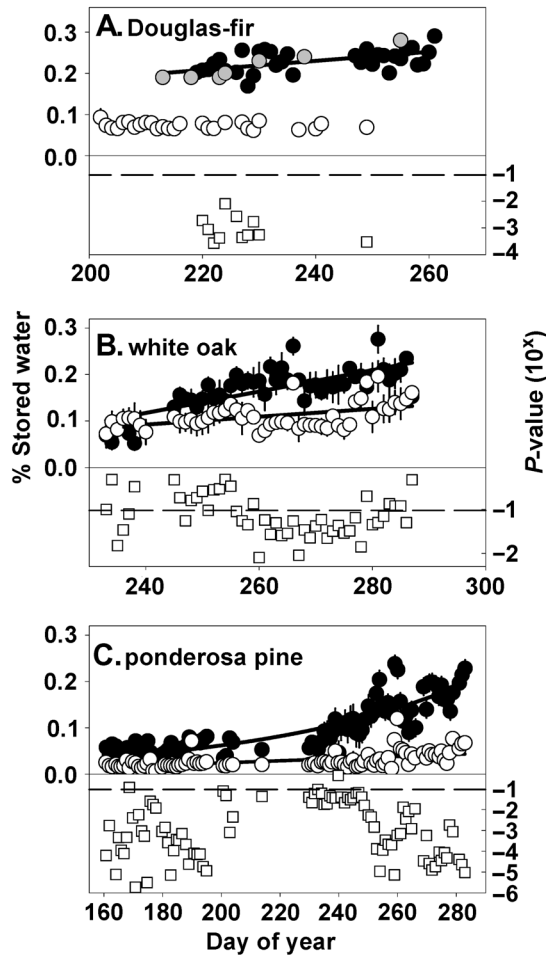 A. Douglas-fir
0.3
0.2
0.1
0.0
−1
−2
−3
−4
200 220 240 260
B. white oak
0.3
0.2
0.1
0.0
−1
−2
240 260 280 300
% Stored water
P-value (10^x)
C. ponderosa pine
0.3
0.2
0.1
0.0
−1
−2
−3
−4
−5
−6
160 180 200 220 240 260 280
Day of year